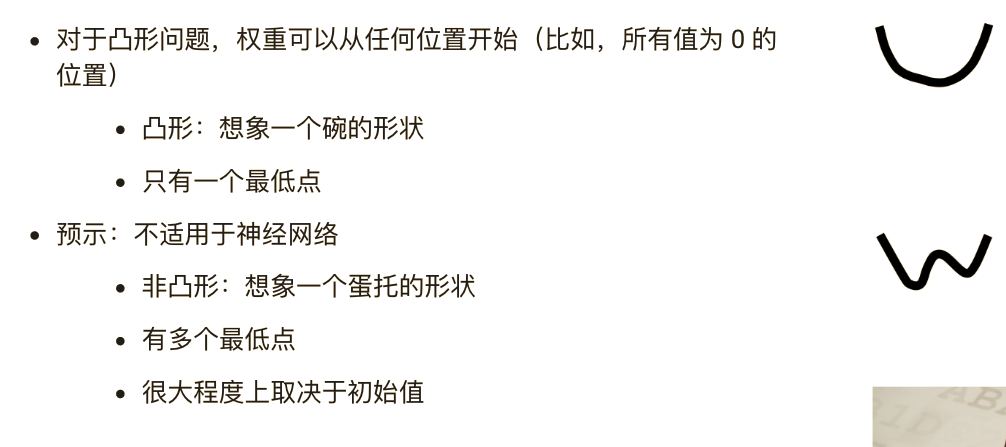 对于凸形问题，权重可以从任何位置开始（比如，所有值为 0 的
位置）
凸形：想象一个碗的形状
只有一个最低点
预示：不适用于神经网络
非凸形：想象一个蛋托的形状
有多个最低点
很大程度上取决于初始值